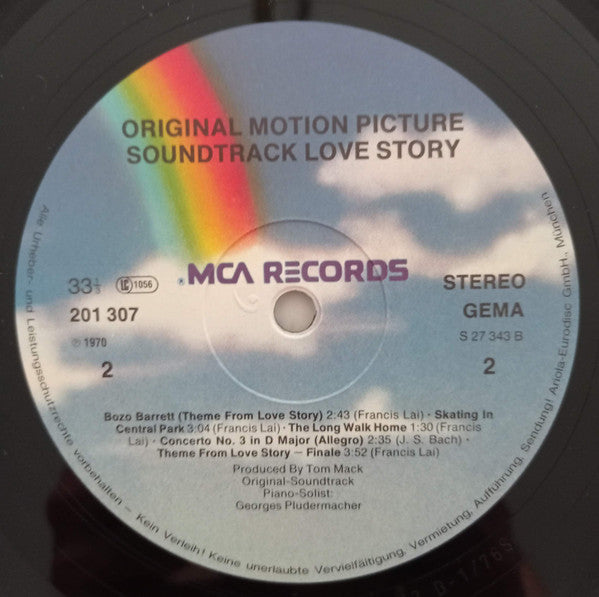 ORIGINAL MOTION PICTURE
SOUNDTRACK LOVE STORY
MCA RECORDS®
33⅓ LC 1056
201 307
℗ 1970
2
STEREO
GEMA
S 27 343 B
2
Bozo Barrett (Theme From Love Story) 2:43 (Francis Lai) · Skating In
Central Park 3:04 (Francis Lai) · The Long Walk Home 1:30 (Francis
Lai) · Concerto No. 3 in D Major (Allegro) 2:35 (J. S. Bach) ·
Theme From Love Story – Finale 3:52 (Francis Lai)
Produced By Tom Mack
Original-Soundtrack
Piano-Solist:
Georges Pludermacher
Alle Urheber- und Leistungsschutzrechte vorbehalten – Kein Verleih! Keine unerlaubte Vervielfältigung, Vermietung, Aufführung, Sendung! Ariola-Eurodisc GmbH., München